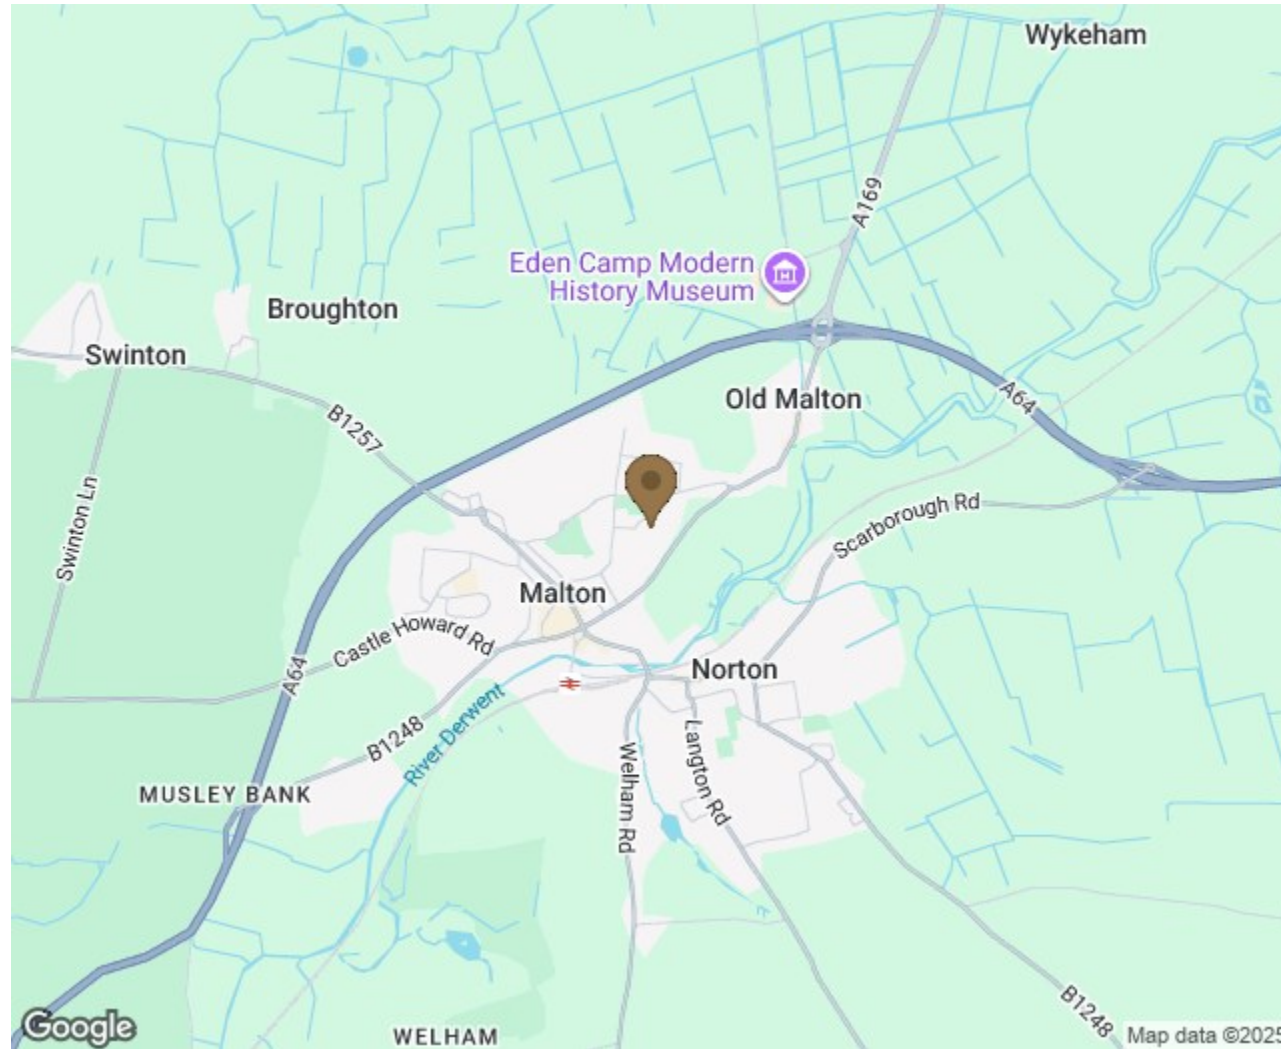 Wykeham
A169
Eden Camp Modern
History Museum
Broughton
Swinton
Old Malton
A64
B1257
Swinton Ln
Scarborough Rd
Malton
Castle Howard Rd
A64
Norton
River Derwent
B1248
Langton Rd
Welham Rd
MUSLEY BANK
B1248
WELHAM
Google
Map data ©2025